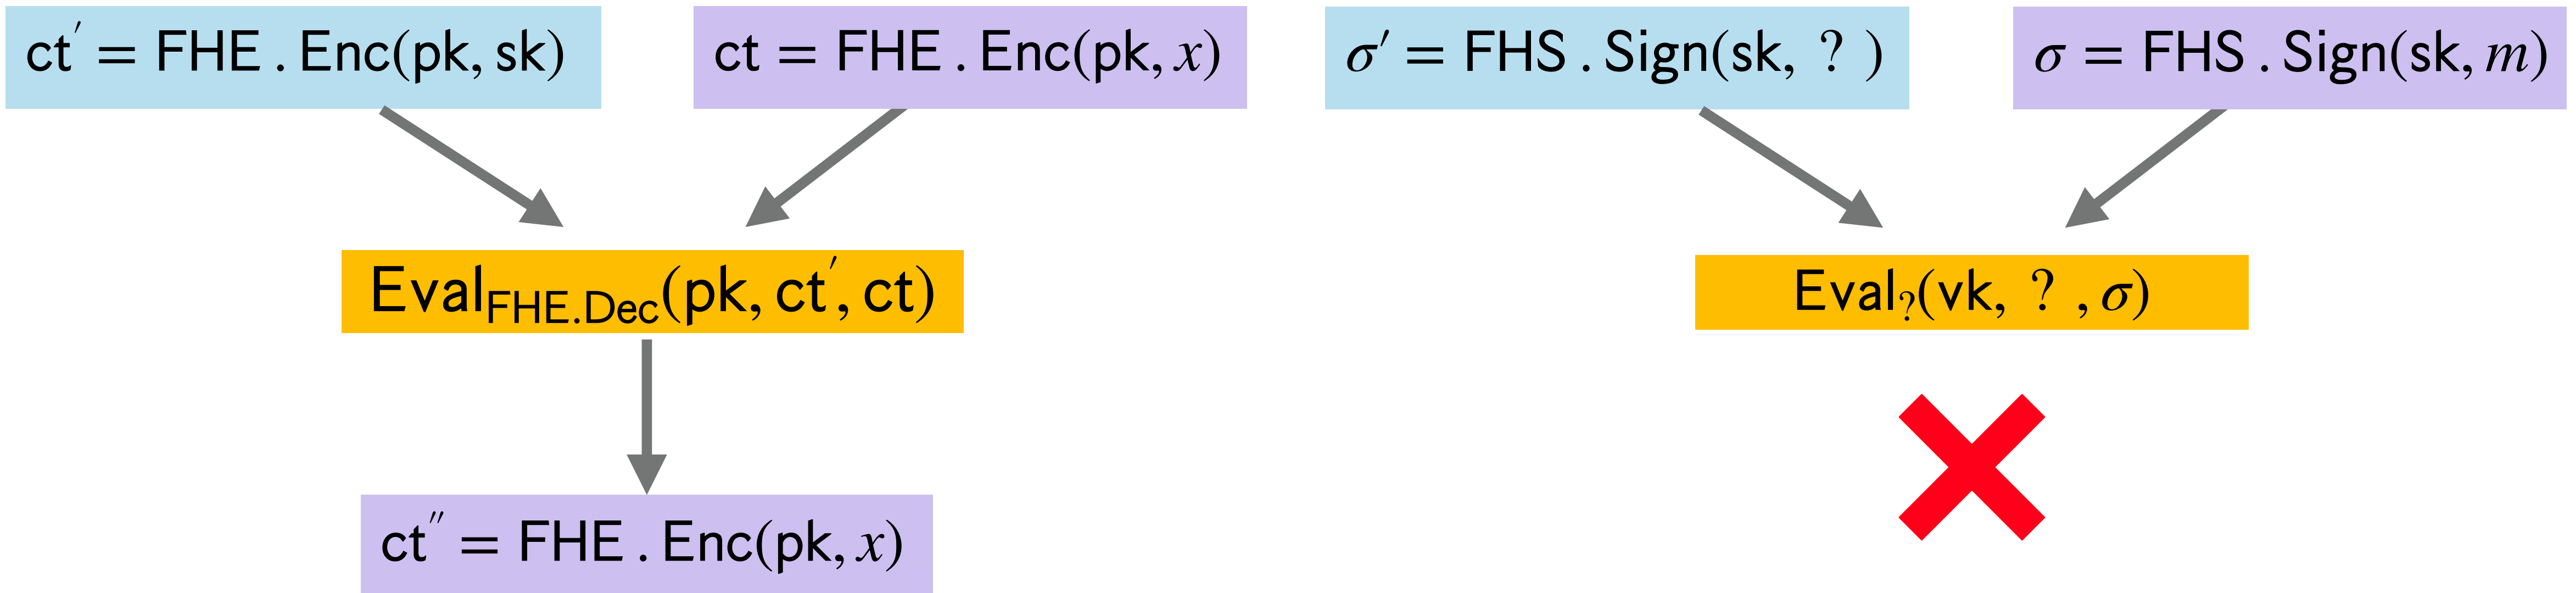 ct′ = FHE . Enc(pk, sk)
ct = FHE . Enc(pk, x)
Eval_FHE.Dec(pk, ct′, ct)
ct′′ = FHE . Enc(pk, x)
σ′ = FHS . Sign(sk, ? )
σ = FHS . Sign(sk, m)
Eval_?(vk, ? , σ)